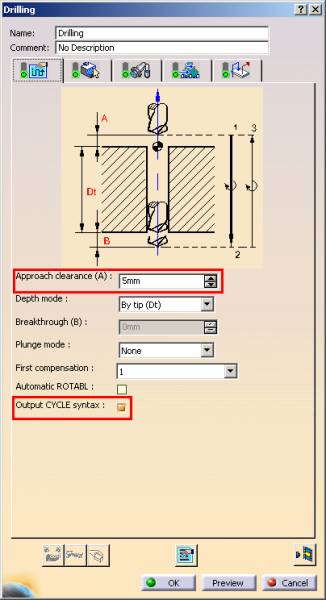 Drilling
?
Name: Drilling
Comment: No Description
A
1 3
Dt
B
2
Approach clearance (A) : 5mm
Depth mode : By tip (Dt)
Breakthrough (B) : 0mm
Plunge mode : None
First compensation : 1
Automatic ROTABL :
Output CYCLE syntax :
OK Preview Cancel